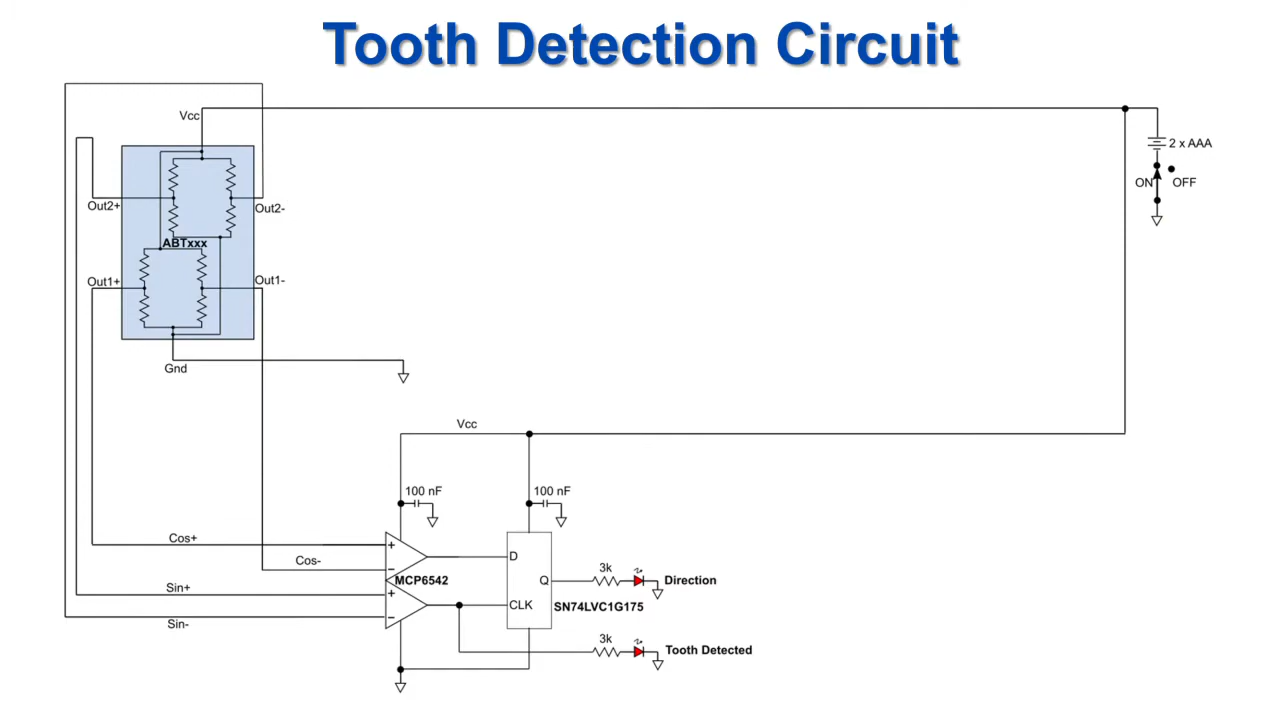 Tooth Detection Circuit
Vcc
2 x AAA
ON
OFF
Out2+
Out2-
ABTxxx
Out1+
Out1-
Gnd
Vcc
100 nF
100 nF
Cos+
+
D
Cos-
−
3k
MCP6542
Q
Direction
Sin+
+
CLK
SN74LVC1G175
Sin-
−
3k
Tooth Detected